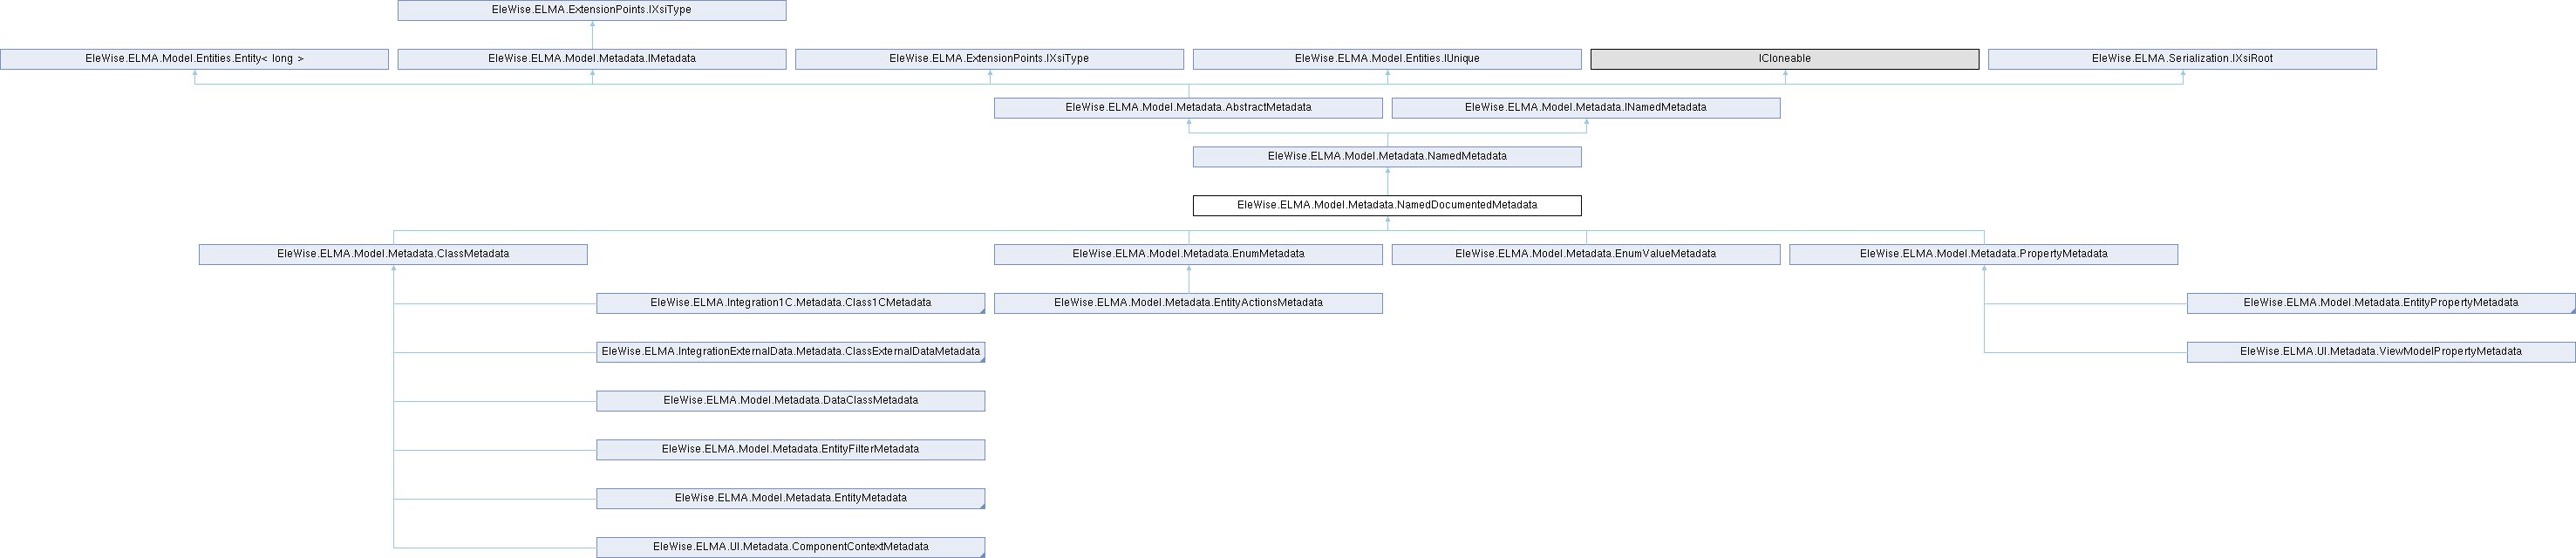 EleWise.ELMA.ExtensionPoints.IXsiType
EleWise.ELMA.Model.Entities.Entity< long >
EleWise.ELMA.Model.Metadata.IMetadata
EleWise.ELMA.ExtensionPoints.IXsiType
EleWise.ELMA.Model.Entities.IUnique
ICloneable
EleWise.ELMA.Serialization.IXsiRoot
EleWise.ELMA.Model.Metadata.AbstractMetadata
EleWise.ELMA.Model.Metadata.INamedMetadata
EleWise.ELMA.Model.Metadata.NamedMetadata
EleWise.ELMA.Model.Metadata.NamedDocumentedMetadata
EleWise.ELMA.Model.Metadata.ClassMetadata
EleWise.ELMA.Model.Metadata.EnumMetadata
EleWise.ELMA.Model.Metadata.EnumValueMetadata
EleWise.ELMA.Model.Metadata.PropertyMetadata
EleWise.ELMA.Integration1C.Metadata.Class1CMetadata
EleWise.ELMA.Model.Metadata.EntityActionsMetadata
EleWise.ELMA.Model.Metadata.EntityPropertyMetadata
EleWise.ELMA.IntegrationExternalData.Metadata.ClassExternalDataMetadata
EleWise.ELMA.UI.Metadata.ViewModelPropertyMetadata
EleWise.ELMA.Model.Metadata.DataClassMetadata
EleWise.ELMA.Model.Metadata.EntityFilterMetadata
EleWise.ELMA.Model.Metadata.EntityMetadata
EleWise.ELMA.UI.Metadata.ComponentContextMetadata